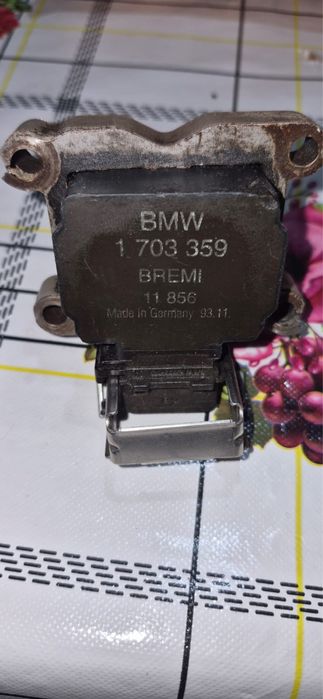 BMW
1 703 359
BREMI
11 856
Made in Germany 93.11.